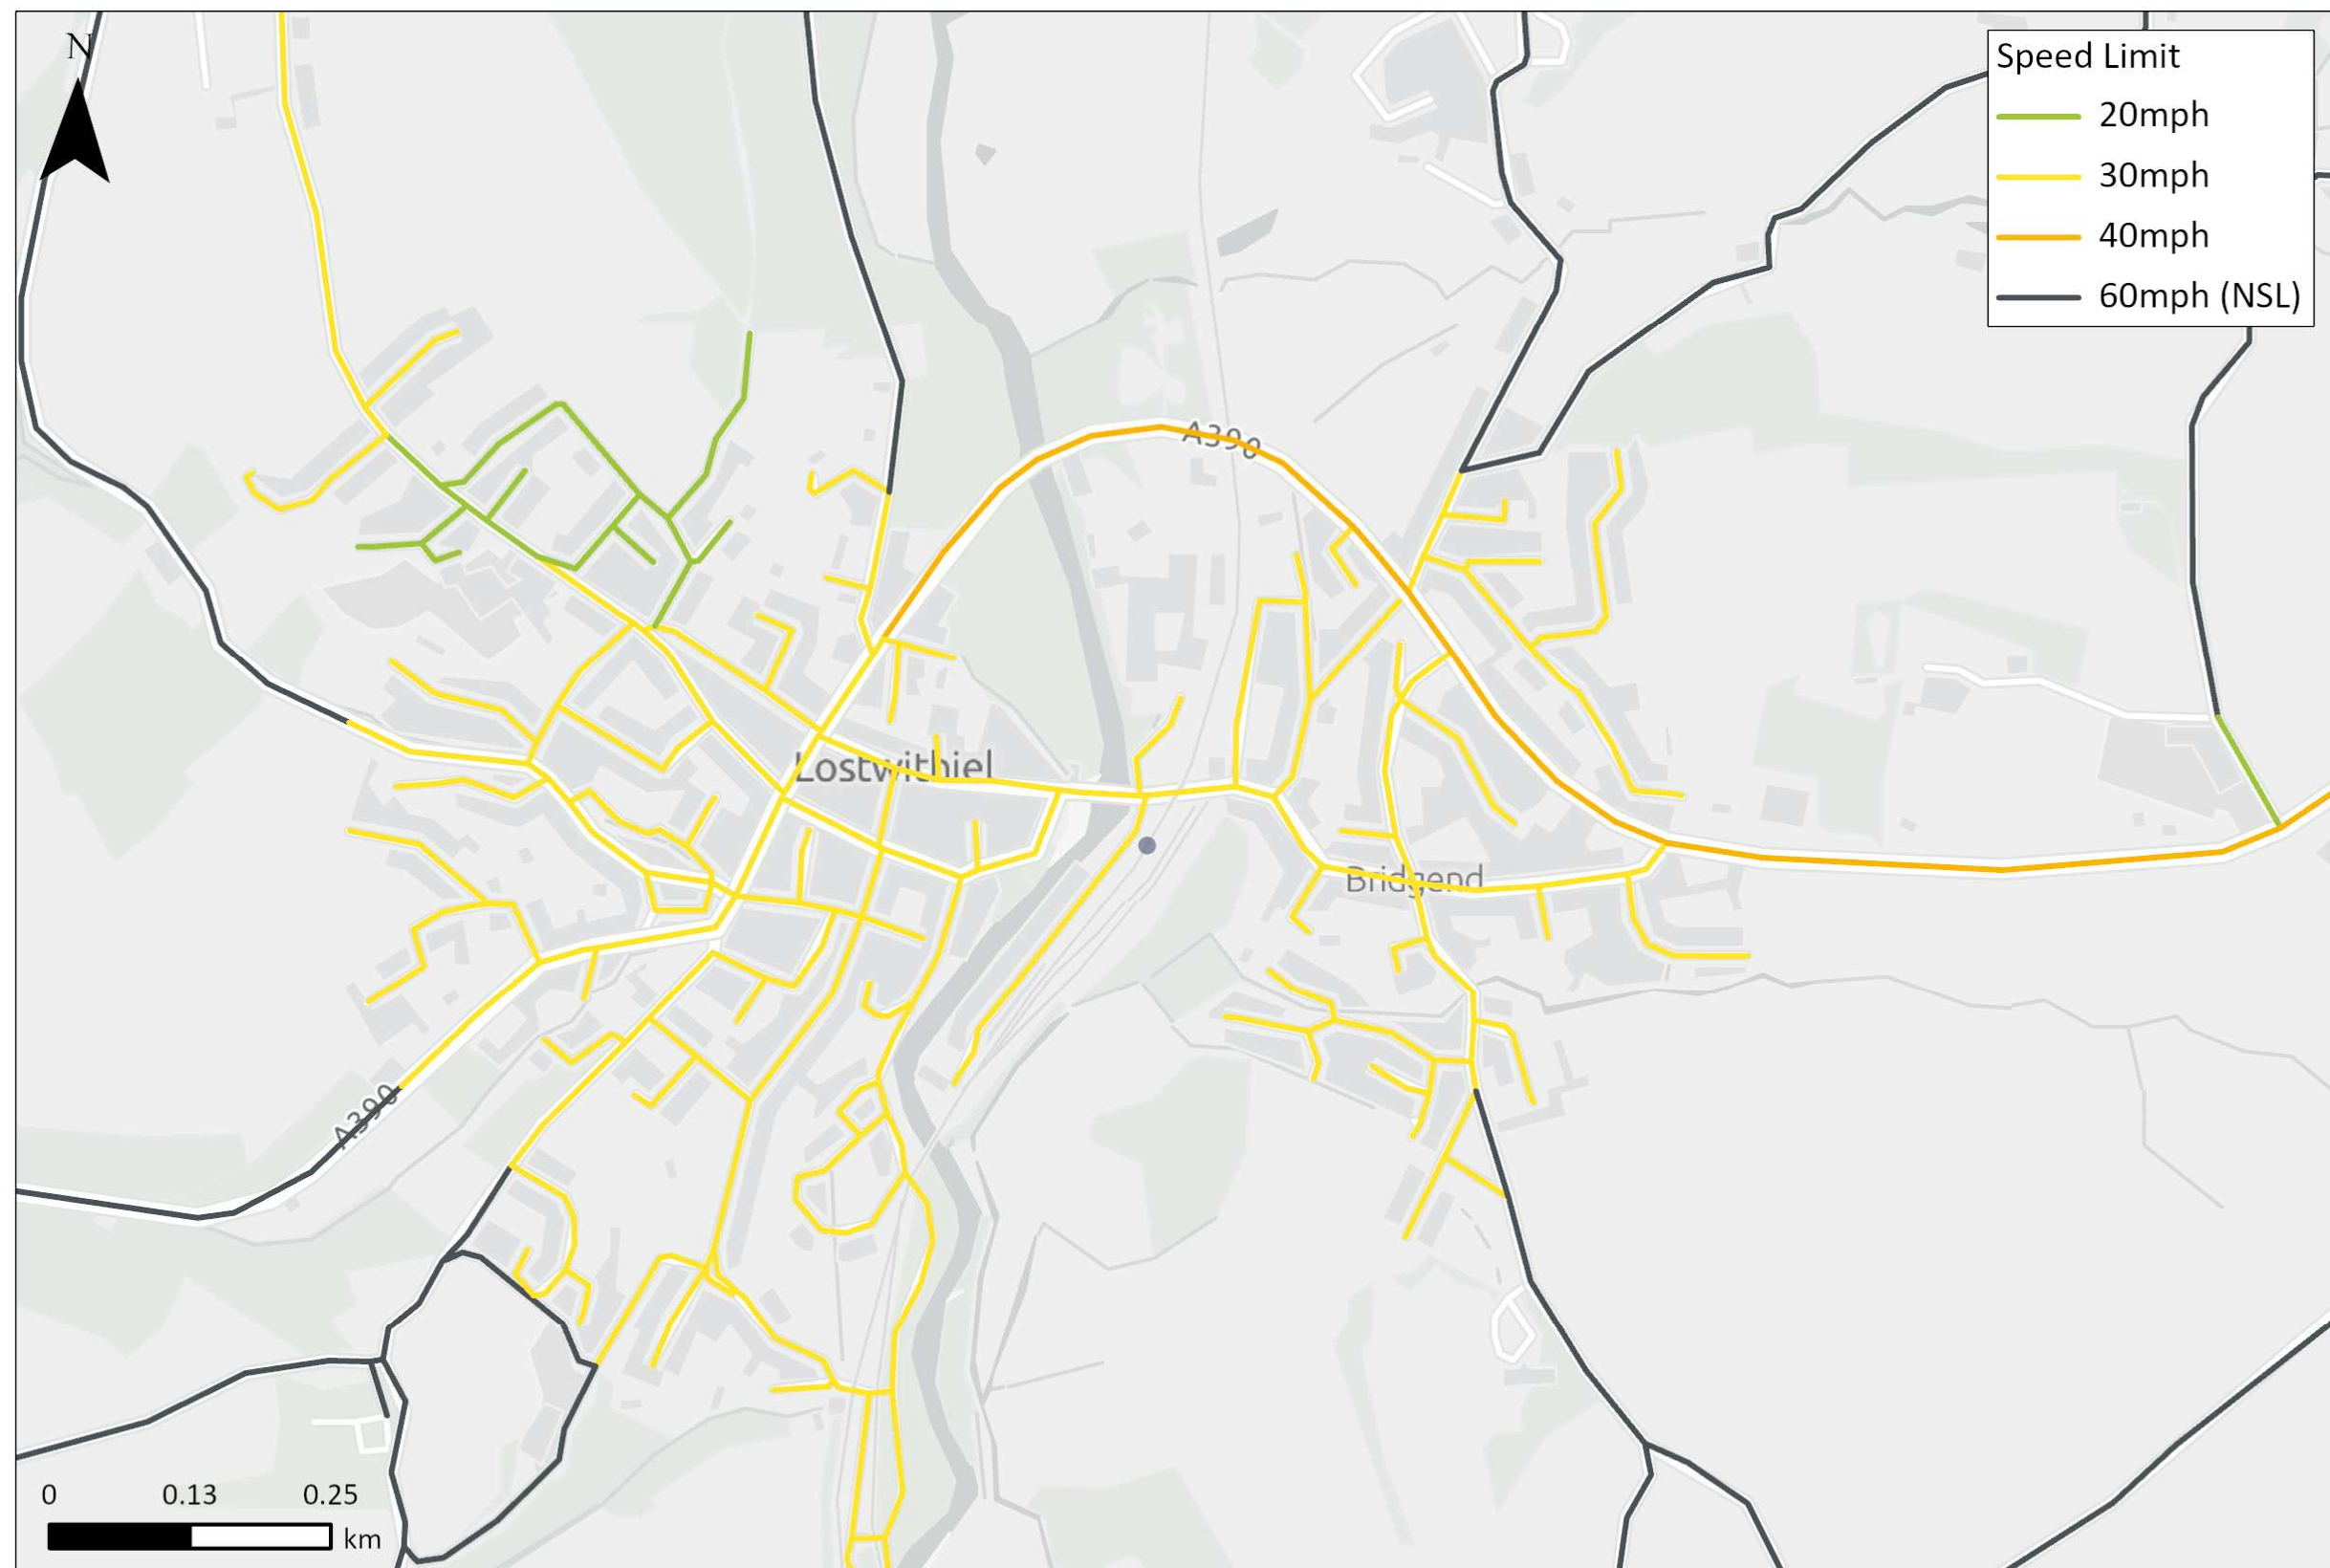 N
Speed Limit
20mph
30mph
40mph
60mph (NSL)
A390
Lostwithiel
Bridgend
A390
0 0.13 0.25
km